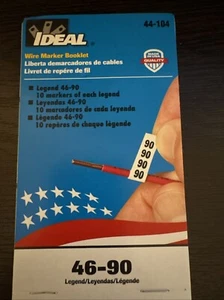 44-104
IDEAL
Wire Marker Booklet
Liberta demarcadores de cables
Livret de repère de fil
QUALITY
Legend 46-90
10 markers of each legend
Leyendas 46-90
10 marcadores de cada leyenda
Légende 46-90
10 repères de chaque légende
90
90
90
90
46-90
Legend/Leyendas/Légende